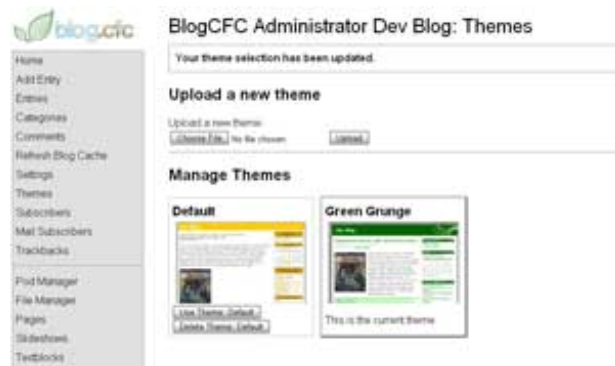 blog.cfc
Home
Add Entry
Entries
Categories
Comments
Refresh Blog Cache
Settings
Themes
Subscribers
Mail Subscribers
Trackbacks
Pod Manager
File Manager
Pages
Slideshows
Textblocks
BlogCFC Administrator Dev Blog: Themes
Your theme selection has been updated.
Upload a new theme
Upload a new theme:
Choose File No file chosen Upload
Manage Themes
Default
Use Theme: Default
Delete Theme: Default
Green Grunge
This is the current theme